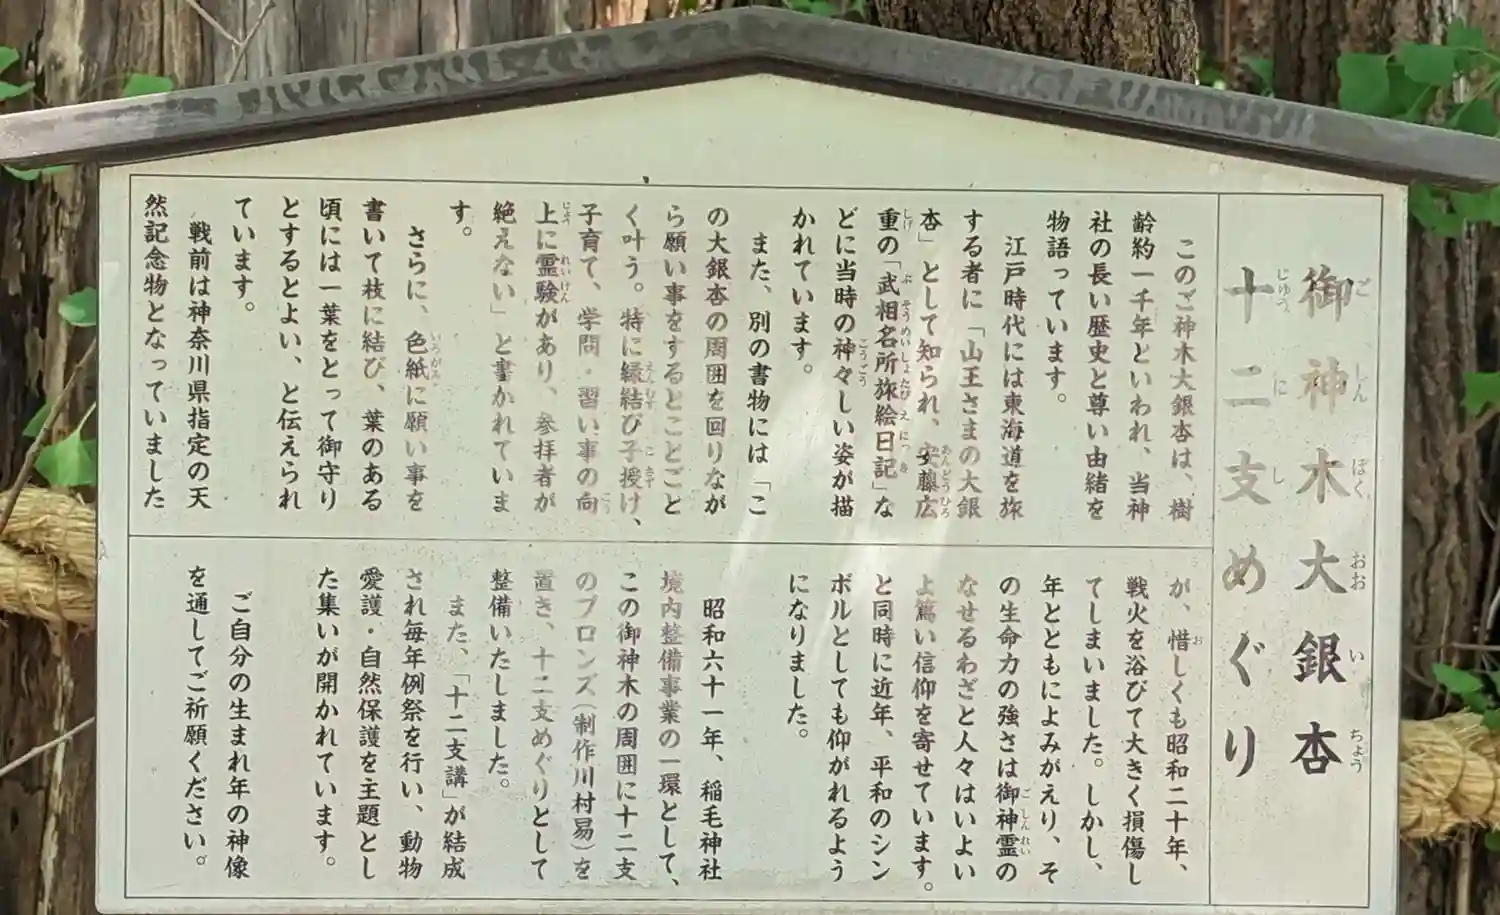 御神木大銀杏
十二支めぐり
このご神木大銀杏は、樹
齢約一千年といわれ、当神
社の長い歴史と尊い由緒を
物語っています。
江戸時代には東海道を旅
する者に「山王さまの大銀
杏」として知られ、安藤広
重の「武相名所旅絵日記」な
どに当時の神々しい姿が描
かれています。
また、別の書物には「こ
の大銀杏の周囲を回りなが
ら願い事をするとことごと
く叶う。特に縁結び子授け、
子育て、学問・習い事の向
上に霊験があり、参拝者が
絶えない」と書かれていま
す。
さらに、色紙に願い事を
書いて枝に結び、葉のある
頃には一葉をとって御守り
とするとよい、と伝えられ
ています。
戦前は神奈川県指定の天
然記念物となっていました
が、惜しくも昭和二十年、
戦火を浴びて大きく損傷し
てしまいました。しかし、
年とともによみがえり、そ
の生命力の強さは御神霊の
なせるわざと人々はいよい
よ篤い信仰を寄せています。
と同時に近年、平和のシン
ボルとしても仰がれるよう
になりました。
昭和六十一年、稲毛神社
境内整備事業の一環として、
この御神木の周囲に十二支
のブロンズ（制作川村易）を
置き、十二支めぐりとして
整備いたしました。
また、「十二支講」が結成
され毎年例祭を行い、動物
愛護・自然保護を主題とし
た集いが開かれています。
ご自分の生まれ年の神像
を通してご祈願ください。